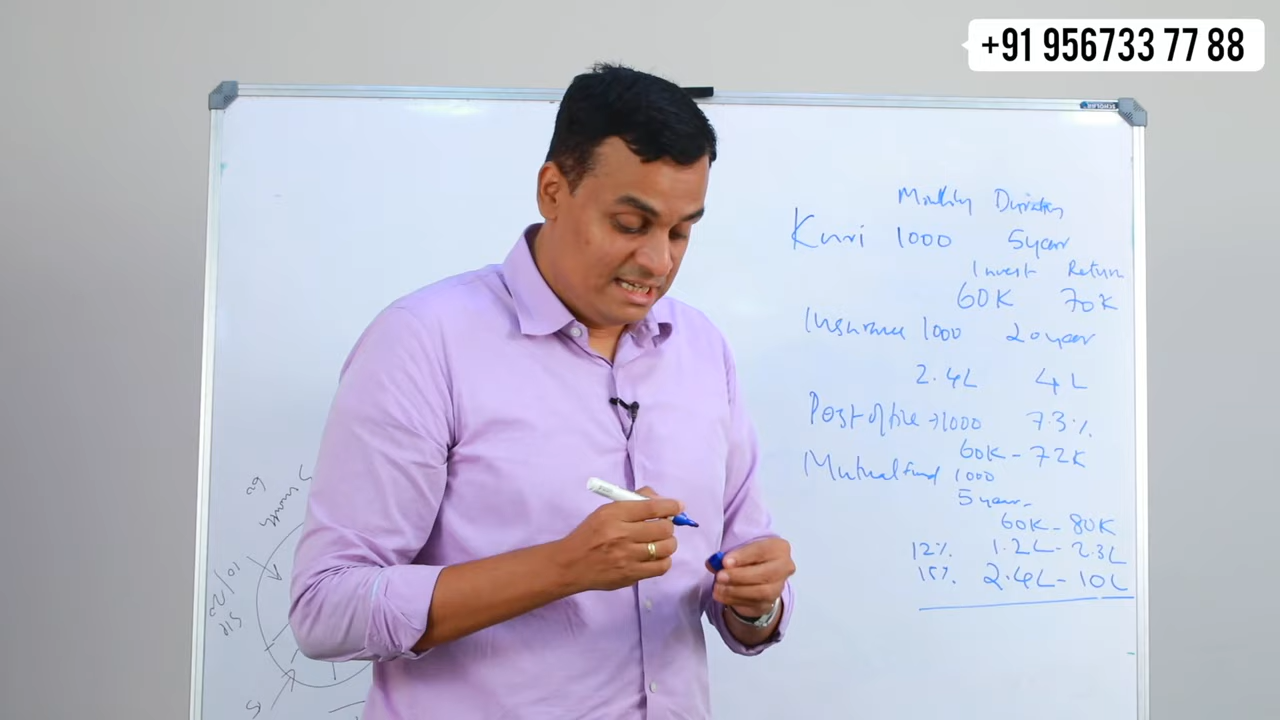 +91 956733 77 88
Monthly Duration
Kuri 1000 5year
Invest Return
60K 70K
Insurance 1000 20year
2.4L 4L
Post office → 1000 7.3%
60K - 72K
Mutual Fund 1000
5 year
60K - 80K
12% 1.2L - 2.3L
15% 2.4L - 10L
10/20